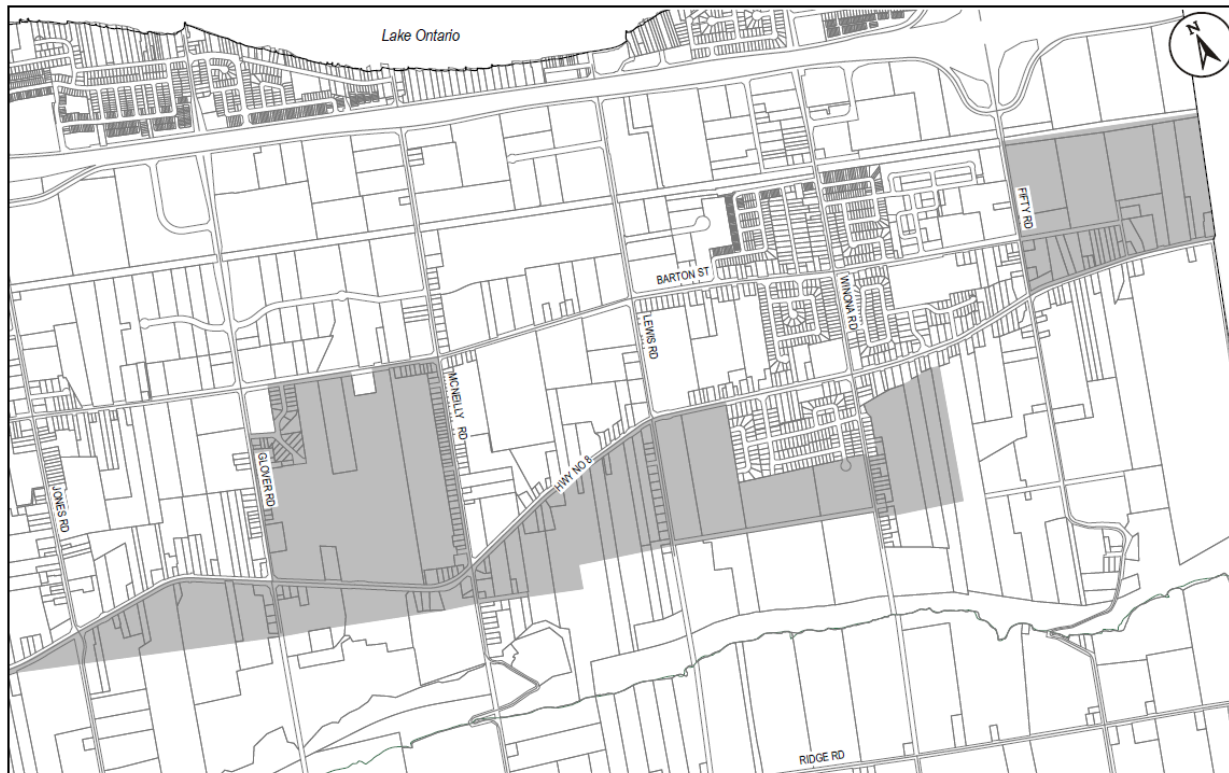 Lake Ontario
N
FIFTY RD
BARTON ST
WINONA RD
LEWIS RD
MCNEILLY RD
HWY NO 8
GLOVER RD
JONES RD
RIDGE RD